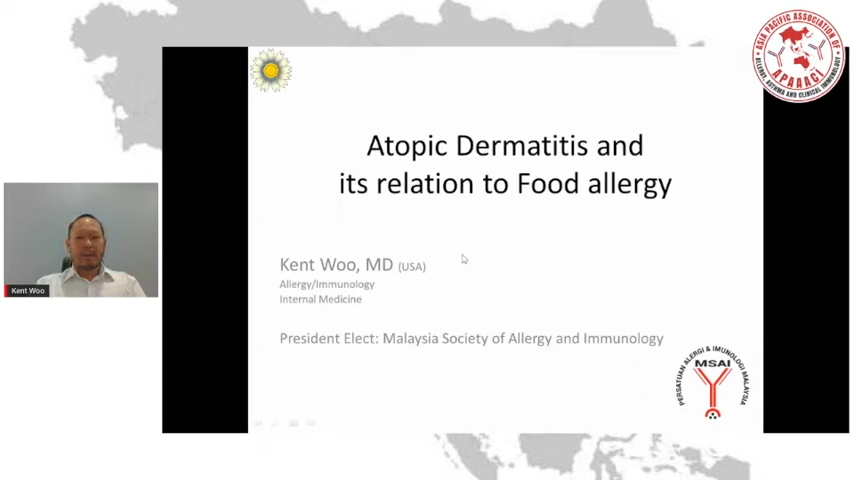 ASIA PACIFIC ASSOCIATION OF
ALLERGY, ASTHMA AND CLINICAL IMMUNOLOGY
APAAACI
Atopic Dermatitis and
its relation to Food allergy
Kent Woo, MD (USA)
Allergy/Immunology
Internal Medicine
President Elect: Malaysia Society of Allergy and Immunology
Kent Woo
PERSATUAN ALERGI & IMUNOLOGI MALAYSIA
MSAI